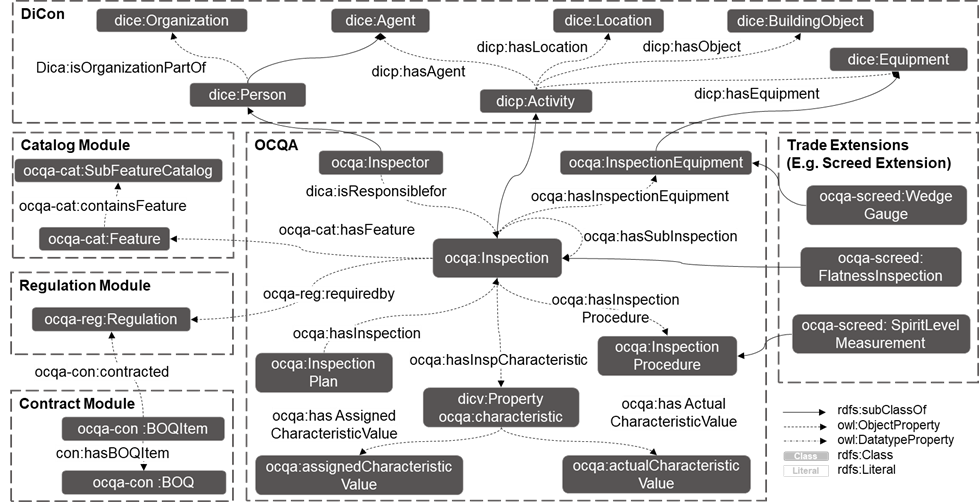 DiCon
dice:Organization
dice:Agent
dice:Location
dice:BuildingObject
dicp:hasLocation
dicp:hasObject
dice:Equipment
Dica:isOrganizationPartOf
dicp:hasAgent
dicp:hasEquipment
dice:Person
dicp:Activity
Catalog Module
ocqa-cat:SubFeatureCatalog
ocqa-cat:containsFeature
ocqa-cat:Feature
OCQA
ocqa:Inspector
ocqa:InspectionEquipment
dica:isResponsiblefor
ocqa:hasInspectionEquipment
ocqa-cat:hasFeature
ocqa:hasSubInspection
ocqa:Inspection
Trade Extensions
(E.g. Screed Extension)
ocqa-screed:Wedge
Gauge
ocqa-screed:
FlatnessInspection
ocqa-screed: SpiritLevel
Measurement
Regulation Module
ocqa-reg:Regulation
ocqa-reg:requiredby
ocqa:hasInspection
Procedure
ocqa:hasInspection
ocqa:Inspection
Plan
ocqa:hasInspCharacteristic
ocqa:Inspection
Procedure
ocqa-con:contracted
Contract Module
ocqa-con :BOQItem
con:hasBOQItem
ocqa-con :BOQ
dicv:Property
ocqa:characteristic
ocqa:has Assigned
CharacteristicValue
ocqa:has Actual
CharacteristicValue
ocqa:assignedCharacteristic
Value
ocqa:actualCharacteristic
Value
rdfs:subClassOf
owl:ObjectProperty
owl:DatatypeProperty
Class rdfs:Class
Literal rdfs:Literal